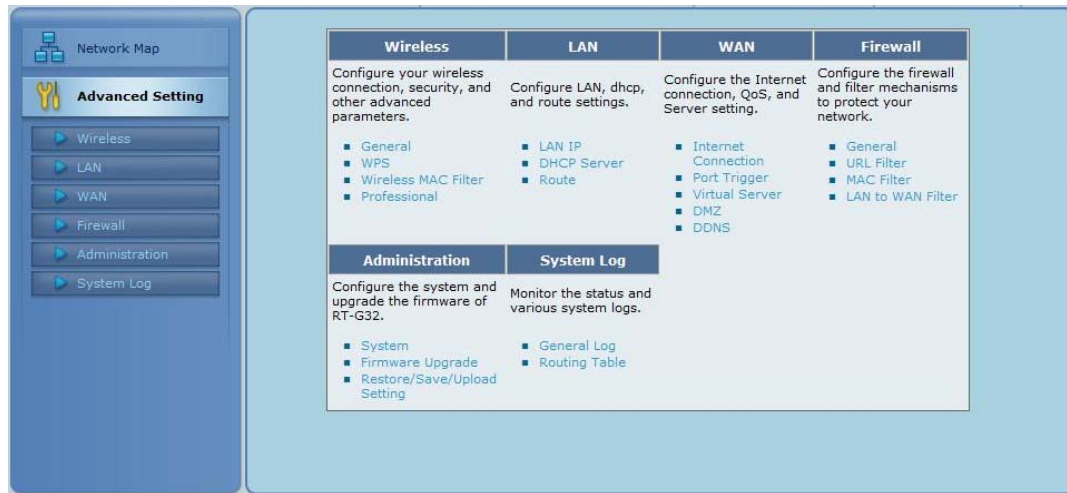 Network Map
Advanced Setting
Wireless
LAN
WAN
Firewall
Administration
System Log
Wireless
Configure your wireless
connection, security, and
other advanced
parameters.
General
WPS
Wireless MAC Filter
Professional
LAN
Configure LAN, dhcp,
and route settings.
LAN IP
DHCP Server
Route
WAN
Configure the Internet
connection, QoS, and
Server setting.
Internet
Connection
Port Trigger
Virtual Server
DMZ
DDNS
Firewall
Configure the firewall
and filter mechanisms
to protect your
network.
General
URL Filter
MAC Filter
LAN to WAN Filter
Administration
Configure the system and
upgrade the firmware of
RT-G32.
System
Firmware Upgrade
Restore/Save/Upload
Setting
System Log
Monitor the status and
various system logs.
General Log
Routing Table